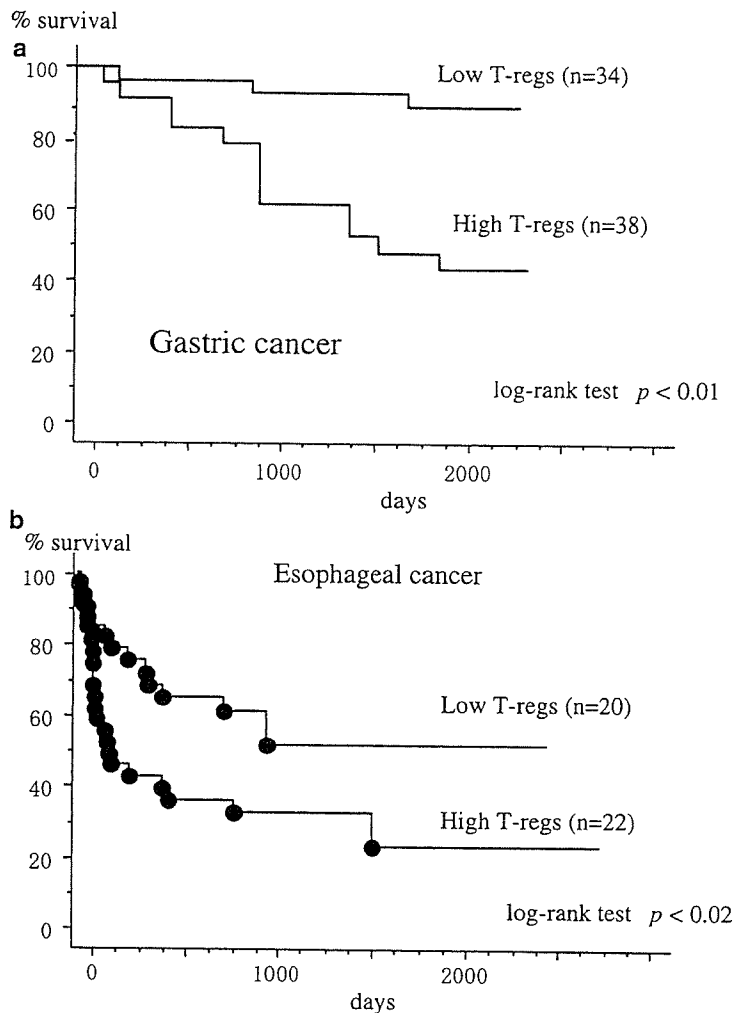 % survival
a
100
Low T-regs (n=34)
80
60
High T-regs (n=38)
40
20
Gastric cancer
log-rank test p < 0.01
0
0 1000 2000
days
b
% survival
Esophageal cancer
100
80
Low T-regs (n=20)
60
40
High T-regs (n=22)
20
log-rank test p < 0.02
0
0 1000 2000
days